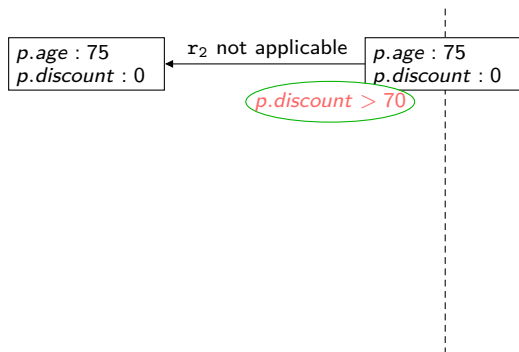 p.age : 75
p.discount : 0
r₂ not applicable
p.age : 75
p.discount : 0
p.discount > 70